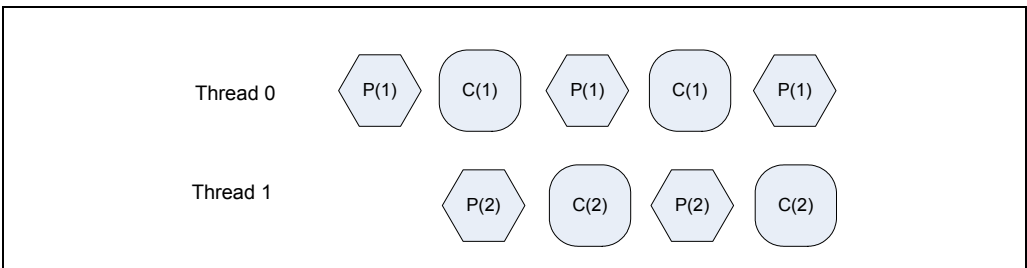 Thread 0 P(1) C(1) P(1) C(1) P(1)
Thread 1 P(2) C(2) P(2) C(2)